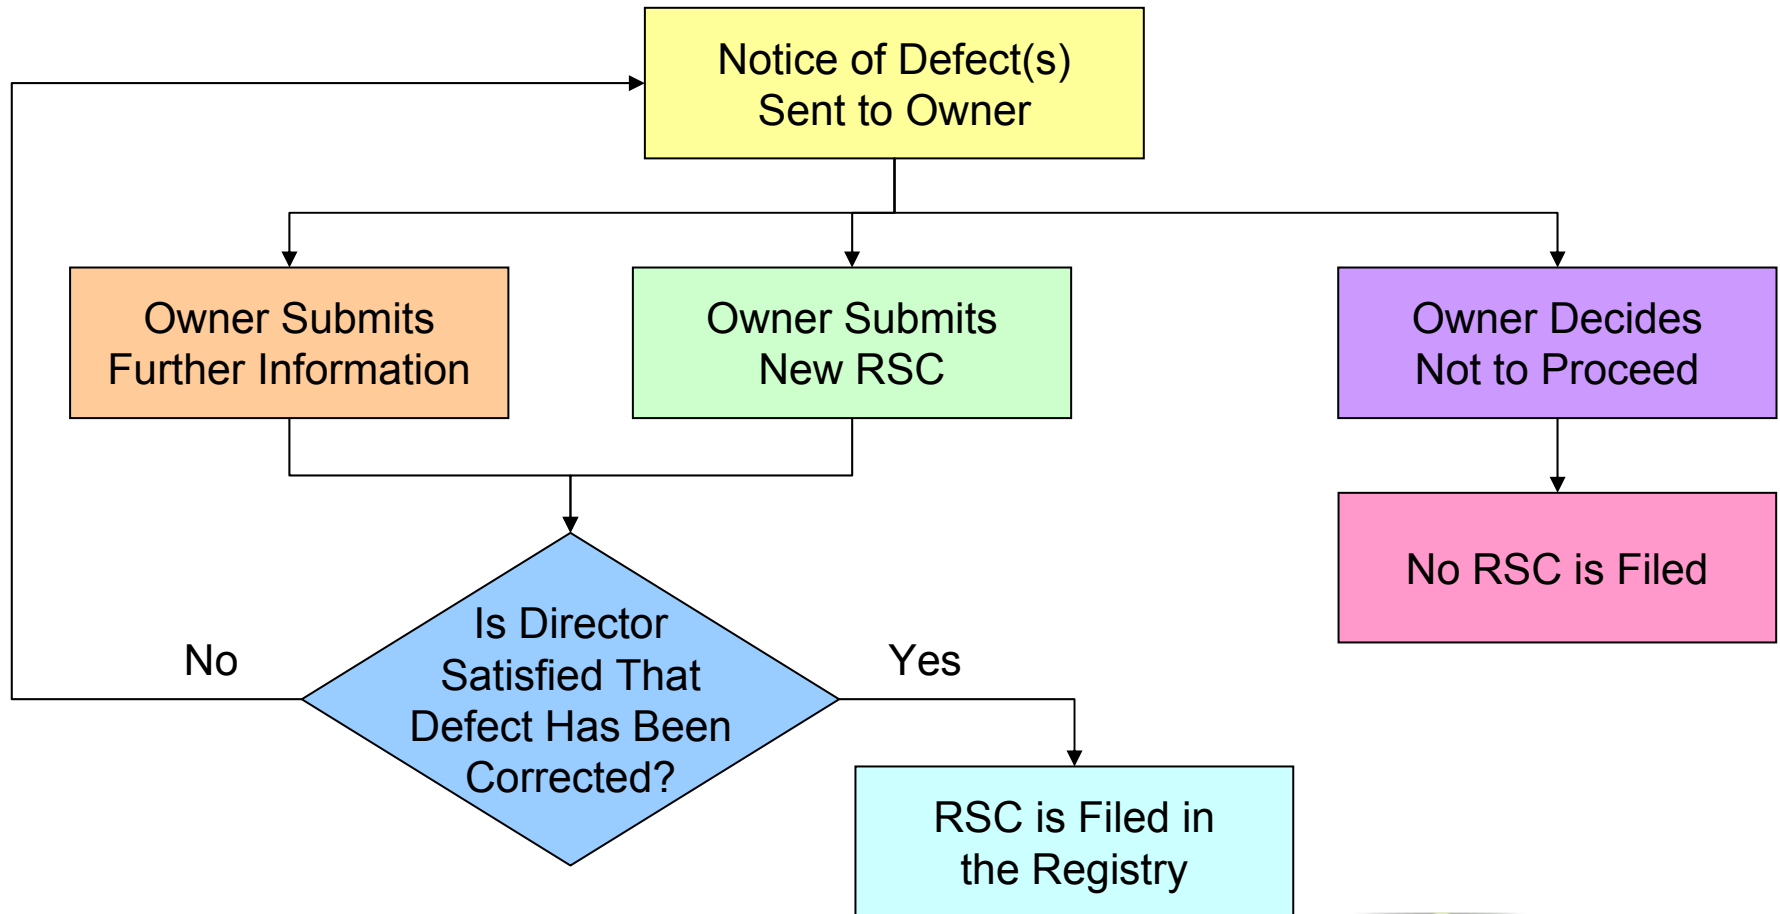 Notice of Defect(s)
Sent to Owner
Owner Submits
Further Information
Owner Submits
New RSC
Owner Decides
Not to Proceed
No RSC is Filed
Is Director
Satisfied That
Defect Has Been
Corrected?
No
Yes
RSC is Filed in
the Registry